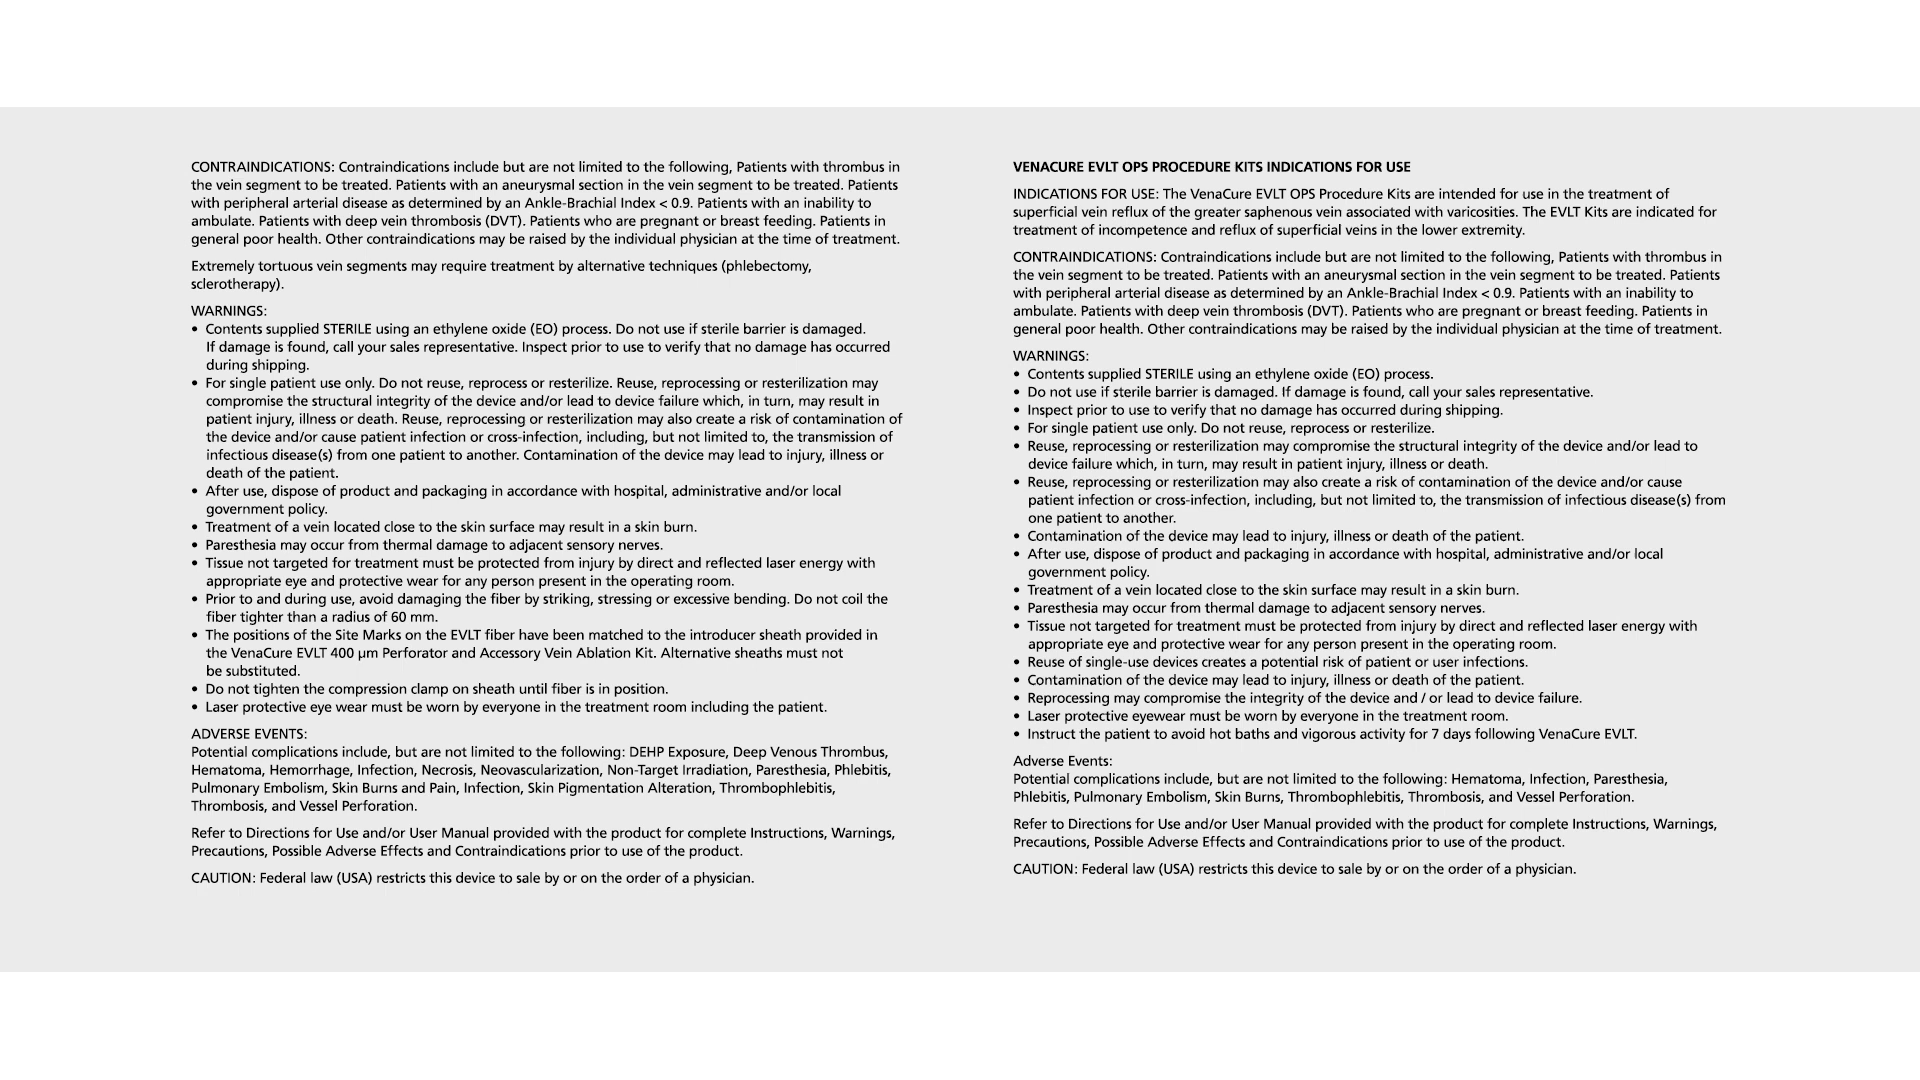 CONTRAINDICATIONS: Contraindications include but are not limited to the following, Patients with thrombus in
the vein segment to be treated. Patients with an aneurysmal section in the vein segment to be treated. Patients
with peripheral arterial disease as determined by an Ankle-Brachial Index < 0.9. Patients with an inability to
ambulate. Patients with deep vein thrombosis (DVT). Patients who are pregnant or breast feeding. Patients in
general poor health. Other contraindications may be raised by the individual physician at the time of treatment.
Extremely tortuous vein segments may require treatment by alternative techniques (phlebectomy,
sclerotherapy).
WARNINGS:
• Contents supplied STERILE using an ethylene oxide (EO) process. Do not use if sterile barrier is damaged.
If damage is found, call your sales representative. Inspect prior to use to verify that no damage has occurred
during shipping.
• For single patient use only. Do not reuse, reprocess or resterilize. Reuse, reprocessing or resterilization may
compromise the structural integrity of the device and/or lead to device failure which, in turn, may result in
patient injury, illness or death. Reuse, reprocessing or resterilization may also create a risk of contamination of
the device and/or cause patient infection or cross-infection, including, but not limited to, the transmission of
infectious disease(s) from one patient to another. Contamination of the device may lead to injury, illness or
death of the patient.
• After use, dispose of product and packaging in accordance with hospital, administrative and/or local
government policy.
• Treatment of a vein located close to the skin surface may result in a skin burn.
• Paresthesia may occur from thermal damage to adjacent sensory nerves.
• Tissue not targeted for treatment must be protected from injury by direct and reflected laser energy with
appropriate eye and protective wear for any person present in the operating room.
• Prior to and during use, avoid damaging the fiber by striking, stressing or excessive bending. Do not coil the
fiber tighter than a radius of 60 mm.
• The positions of the Site Marks on the EVLT fiber have been matched to the introducer sheath provided in
the VenaCure EVLT 400 µm Perforator and Accessory Vein Ablation Kit. Alternative sheaths must not
be substituted.
• Do not tighten the compression clamp on sheath until fiber is in position.
• Laser protective eye wear must be worn by everyone in the treatment room including the patient.
ADVERSE EVENTS:
Potential complications include, but are not limited to the following: DEHP Exposure, Deep Venous Thrombus,
Hematoma, Hemorrhage, Infection, Necrosis, Neovascularization, Non-Target Irradiation, Paresthesia, Phlebitis,
Pulmonary Embolism, Skin Burns and Pain, Infection, Skin Pigmentation Alteration, Thrombophlebitis,
Thrombosis, and Vessel Perforation.
Refer to Directions for Use and/or User Manual provided with the product for complete Instructions, Warnings,
Precautions, Possible Adverse Effects and Contraindications prior to use of the product.
CAUTION: Federal law (USA) restricts this device to sale by or on the order of a physician.
VENACURE EVLT OPS PROCEDURE KITS INDICATIONS FOR USE
INDICATIONS FOR USE: The VenaCure EVLT OPS Procedure Kits are intended for use in the treatment of
superficial vein reflux of the greater saphenous vein associated with varicosities. The EVLT Kits are indicated for
treatment of incompetence and reflux of superficial veins in the lower extremity.
CONTRAINDICATIONS: Contraindications include but are not limited to the following, Patients with thrombus in
the vein segment to be treated. Patients with an aneurysmal section in the vein segment to be treated. Patients
with peripheral arterial disease as determined by an Ankle-Brachial Index < 0.9. Patients with an inability to
ambulate. Patients with deep vein thrombosis (DVT). Patients who are pregnant or breast feeding. Patients in
general poor health. Other contraindications may be raised by the individual physician at the time of treatment.
WARNINGS:
• Contents supplied STERILE using an ethylene oxide (EO) process.
• Do not use if sterile barrier is damaged. If damage is found, call your sales representative.
• Inspect prior to use to verify that no damage has occurred during shipping.
• For single patient use only. Do not reuse, reprocess or resterilize.
• Reuse, reprocessing or resterilization may compromise the structural integrity of the device and/or lead to
device failure which, in turn, may result in patient injury, illness or death.
• Reuse, reprocessing or resterilization may also create a risk of contamination of the device and/or cause
patient infection or cross-infection, including, but not limited to, the transmission of infectious disease(s) from
one patient to another.
• Contamination of the device may lead to injury, illness or death of the patient.
• After use, dispose of product and packaging in accordance with hospital, administrative and/or local
government policy.
• Treatment of a vein located close to the skin surface may result in a skin burn.
• Paresthesia may occur from thermal damage to adjacent sensory nerves.
• Tissue not targeted for treatment must be protected from injury by direct and reflected laser energy with
appropriate eye and protective wear for any person present in the operating room.
• Reuse of single-use devices creates a potential risk of patient or user infections.
• Contamination of the device may lead to injury, illness or death of the patient.
• Reprocessing may compromise the integrity of the device and / or lead to device failure.
• Laser protective eyewear must be worn by everyone in the treatment room.
• Instruct the patient to avoid hot baths and vigorous activity for 7 days following VenaCure EVLT.
Adverse Events:
Potential complications include, but are not limited to the following: Hematoma, Infection, Paresthesia,
Phlebitis, Pulmonary Embolism, Skin Burns, Thrombophlebitis, Thrombosis, and Vessel Perforation.
Refer to Directions for Use and/or User Manual provided with the product for complete Instructions, Warnings,
Precautions, Possible Adverse Effects and Contraindications prior to use of the product.
CAUTION: Federal law (USA) restricts this device to sale by or on the order of a physician.